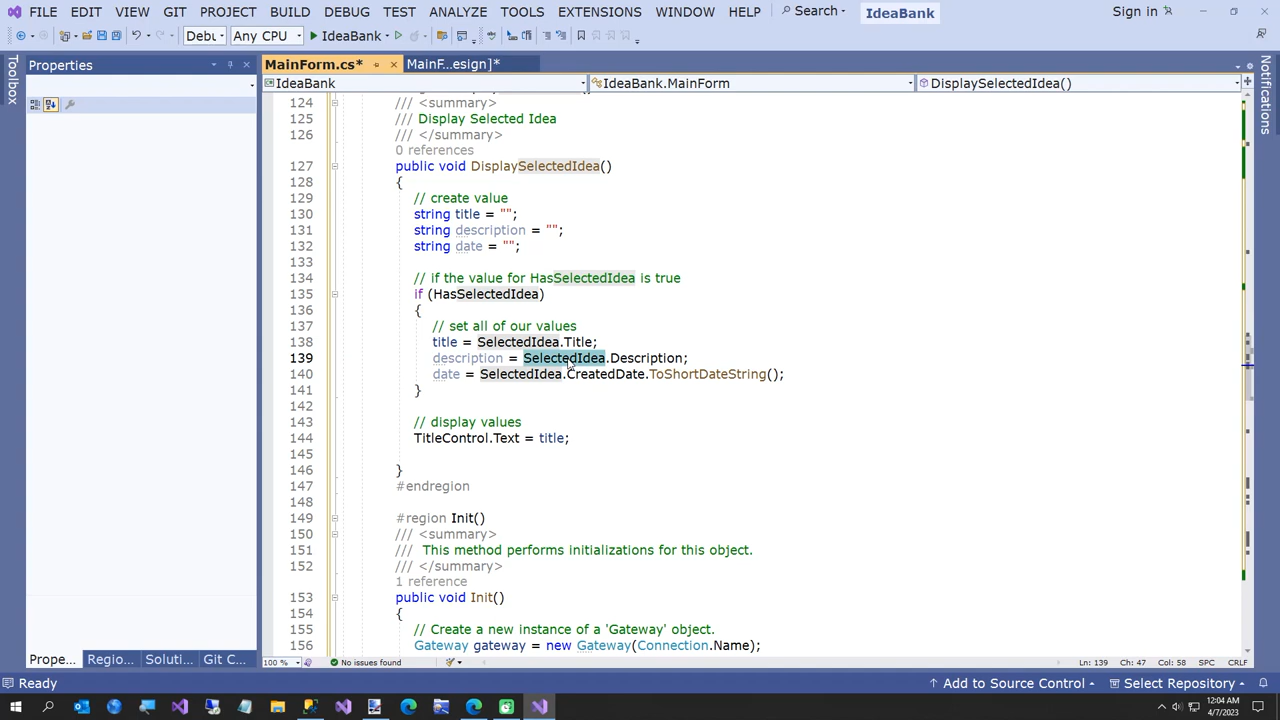 FILE EDIT VIEW GIT PROJECT BUILD DEBUG TEST ANALYZE TOOLS EXTENSIONS WINDOW HELP Search IdeaBank Sign in
Debu Any CPU IdeaBank
Toolbox
Properties
MainForm.cs* MainF...esign]*
IdeaBank IdeaBank.MainForm DisplaySelectedIdea()
Notifications
124 /// <summary>
125 /// Display Selected Idea
126 /// </summary>
0 references
127 public void DisplaySelectedIdea()
128 {
129 // create value
130 string title = "";
131 string description = "";
132 string date = "";
133
134 // if the value for HasSelectedIdea is true
135 if (HasSelectedIdea)
136 {
137 // set all of our values
138 title = SelectedIdea.Title;
139 description = SelectedIdea.Description;
140 date = SelectedIdea.CreatedDate.ToShortDateString();
141 }
142
143 // display values
144 TitleControl.Text = title;
145
146 }
147 #endregion
148
149 #region Init()
150 /// <summary>
151 /// This method performs initializations for this object.
152 /// </summary>
1 reference
153 public void Init()
154 {
155 // Create a new instance of a 'Gateway' object.
156 Gateway gateway = new Gateway(Connection.Name);
Prope... Regio... Soluti... Git C...
100 % No issues found Ln: 139 Ch: 47 Col: 58 SPC CRLF
Ready Add to Source Control Select Repository
12:04 AM
4/7/2023